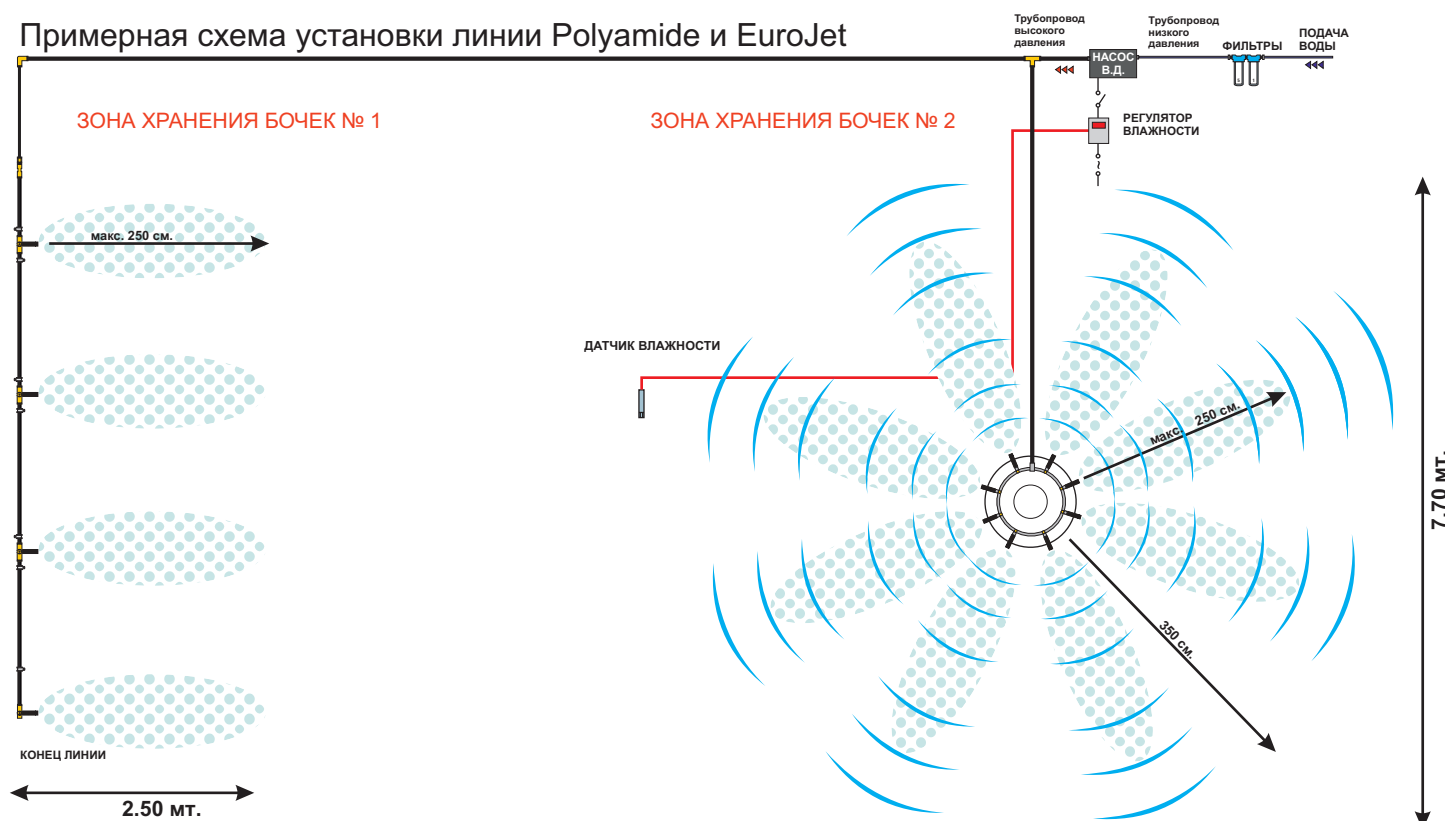 Примерная схема установки линии Polyamide и EuroJet
Трубопровод
высокого
давления
Трубопровод
низкого
давления
ФИЛЬТРЫ
ПОДАЧА
ВОДЫ
НАСОС
В.Д.
ЗОНА ХРАНЕНИЯ БОЧЕК № 1
ЗОНА ХРАНЕНИЯ БОЧЕК № 2
РЕГУЛЯТОР
ВЛАЖНОСТИ
макс. 250 см.
ДАТЧИК ВЛАЖНОСТИ
макс. 250 см.
7.70 мт.
350 см.
КОНЕЦ ЛИНИИ
2.50 мт.